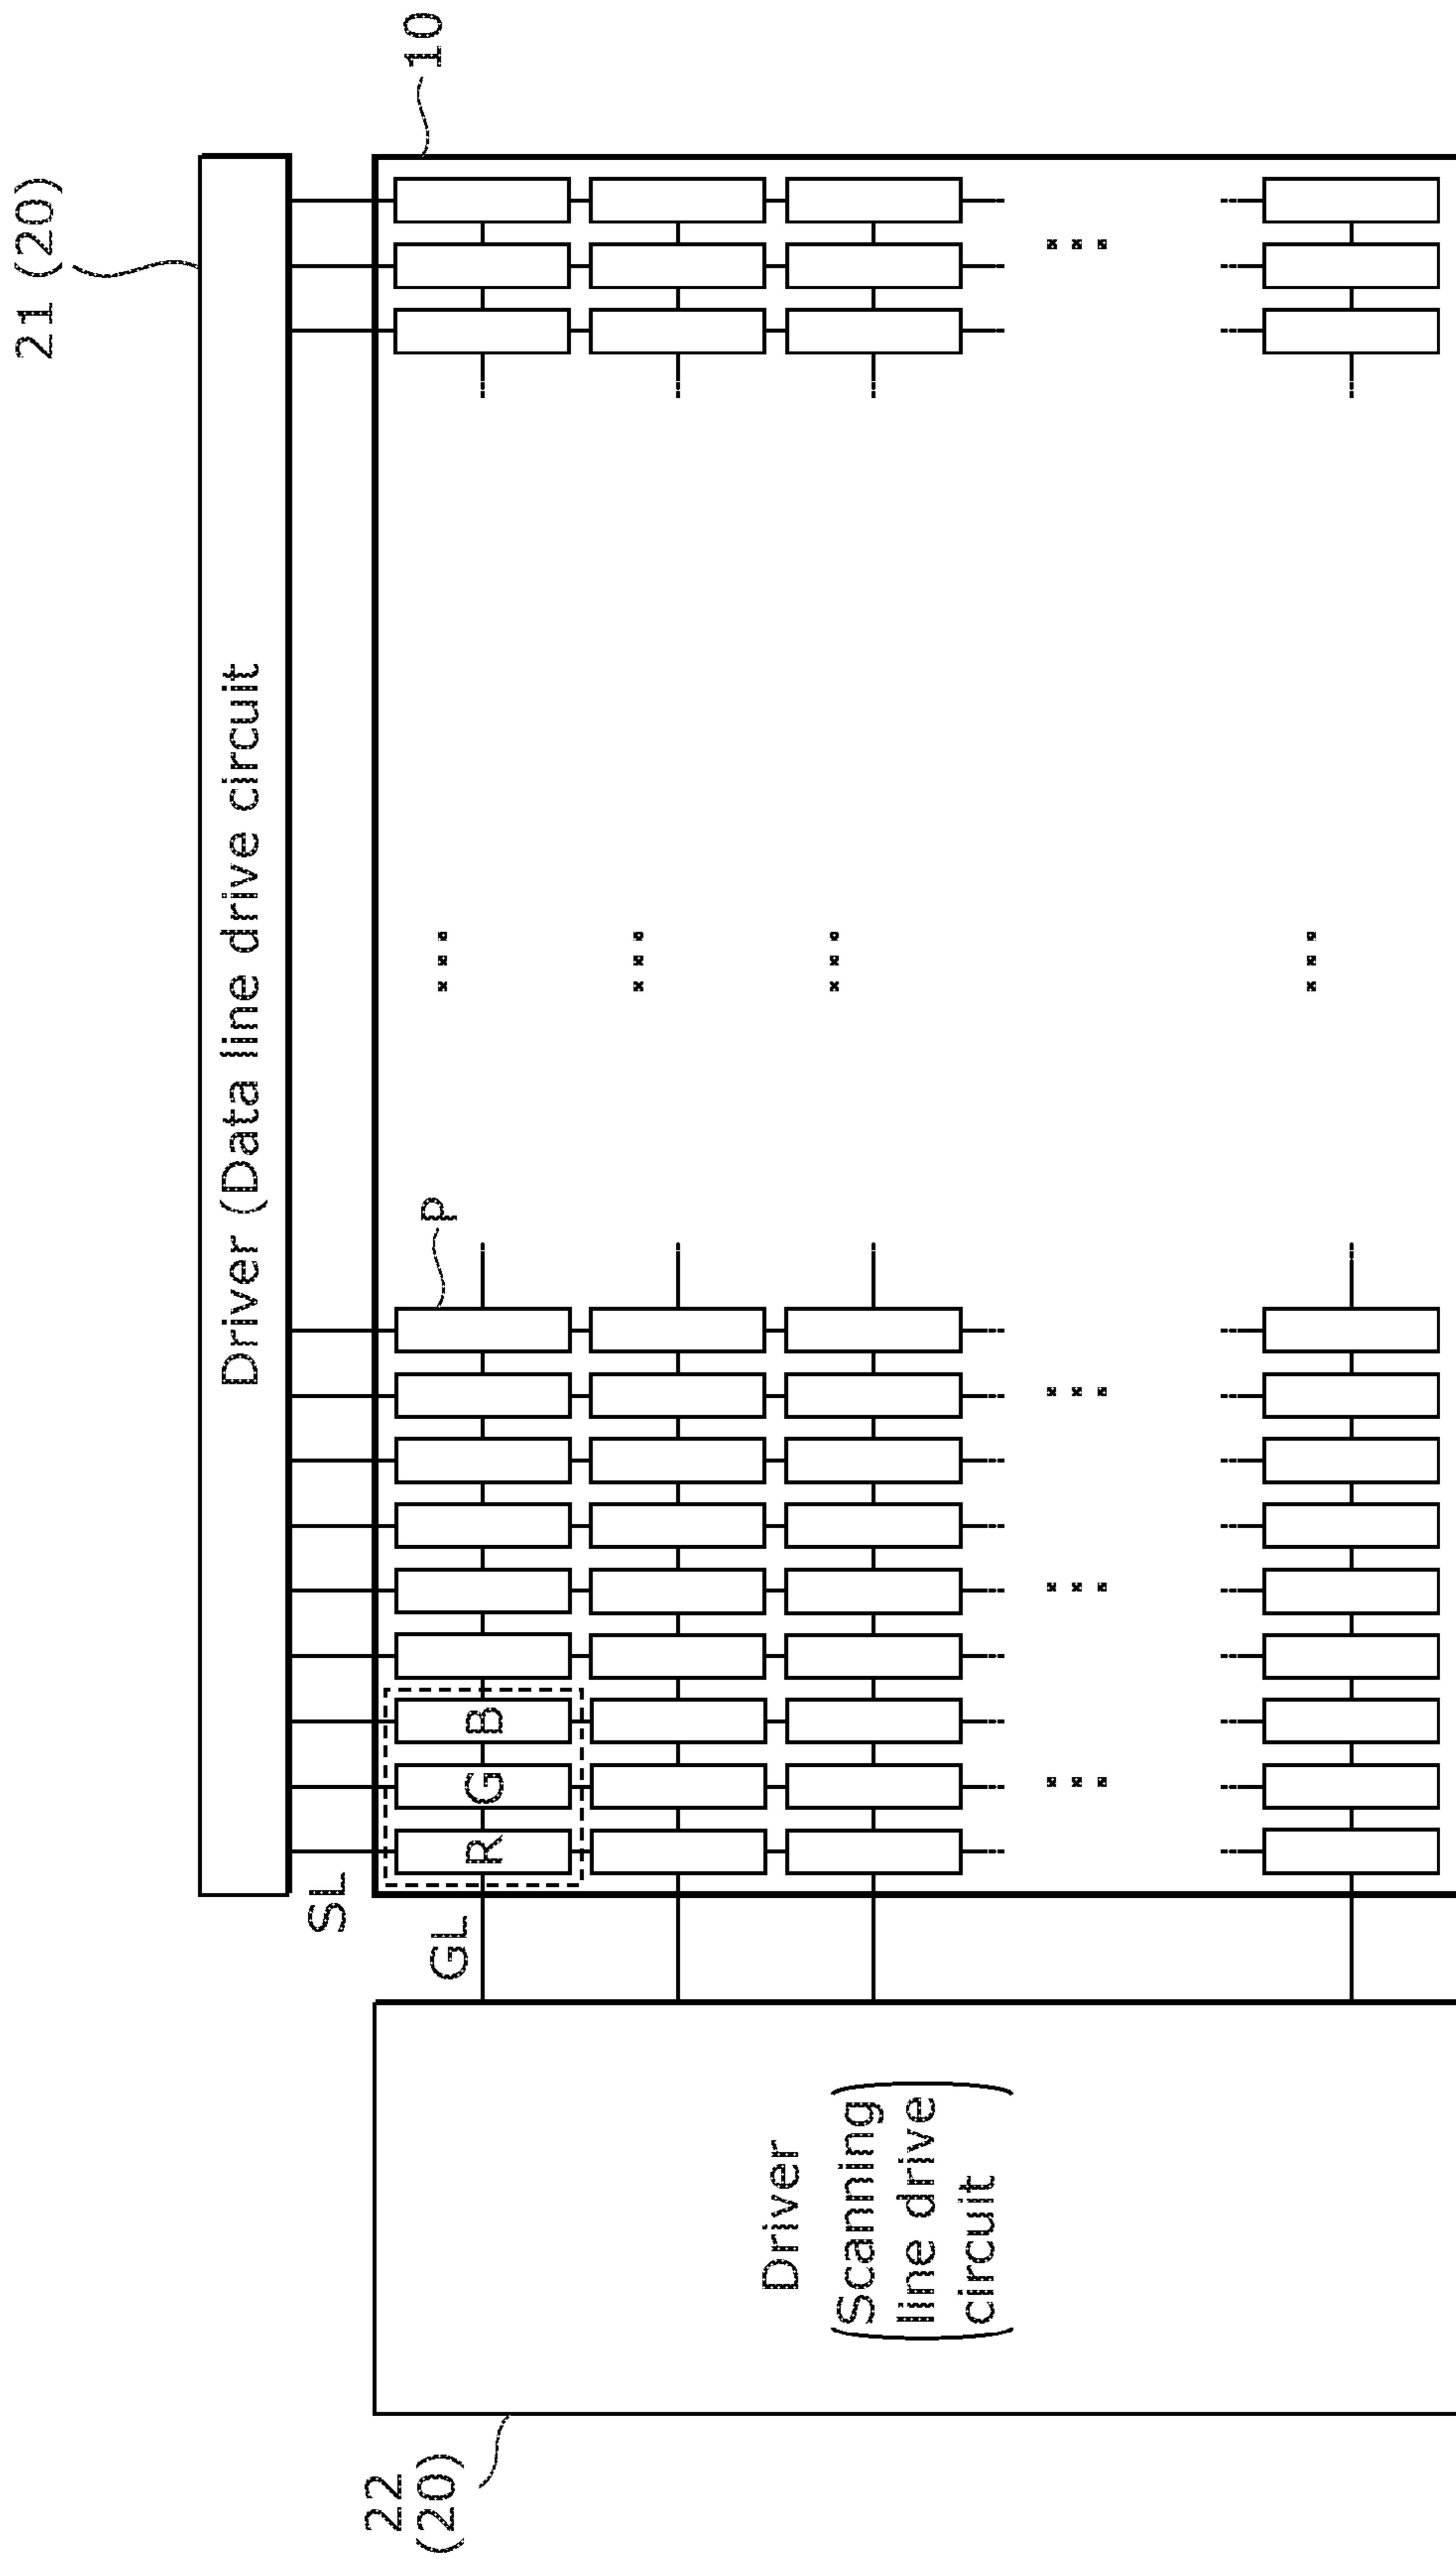 21 (20)
Driver (Data line drive circuit
10
SL
GL
R G B
P
22
(20)
Driver
(Scanning
line drive
circuit)